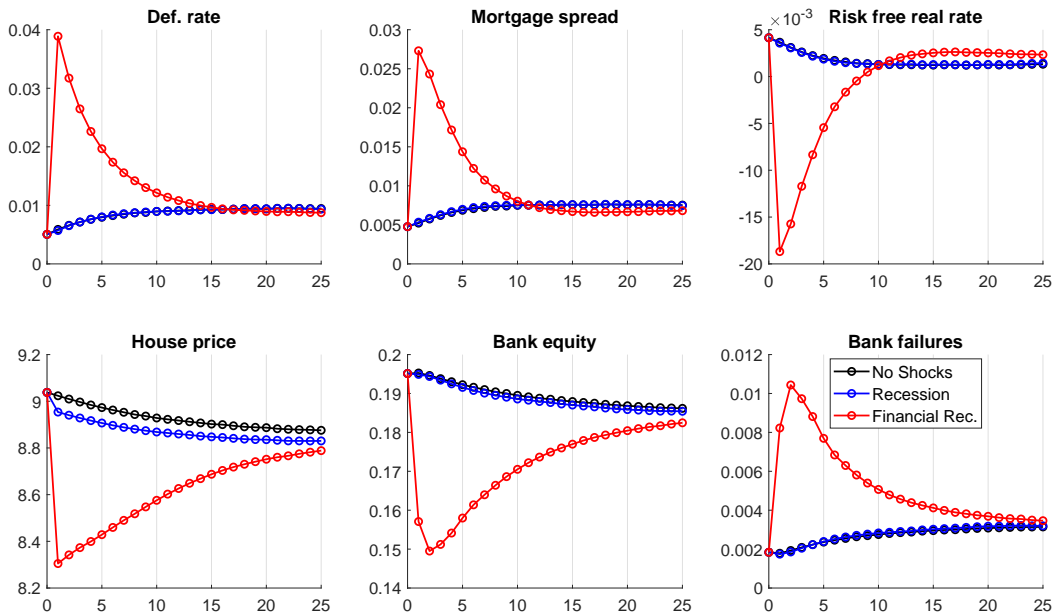 Def. rate
Mortgage spread
Risk free real rate
0.04
0.03
0.02
0.01
0
0 5 10 15 20 25
0.03
0.025
0.02
0.015
0.01
0.005
0
0 5 10 15 20 25
×10⁻³
5
0
-5
-10
-15
-20
0 5 10 15 20 25
House price
Bank equity
Bank failures
9.2
9
8.8
8.6
8.4
8.2
0 5 10 15 20 25
0.2
0.19
0.18
0.17
0.16
0.15
0.14
0 5 10 15 20 25
0.012
0.01
0.008
0.006
0.004
0.002
0
0 5 10 15 20 25
No Shocks
Recession
Financial Rec.